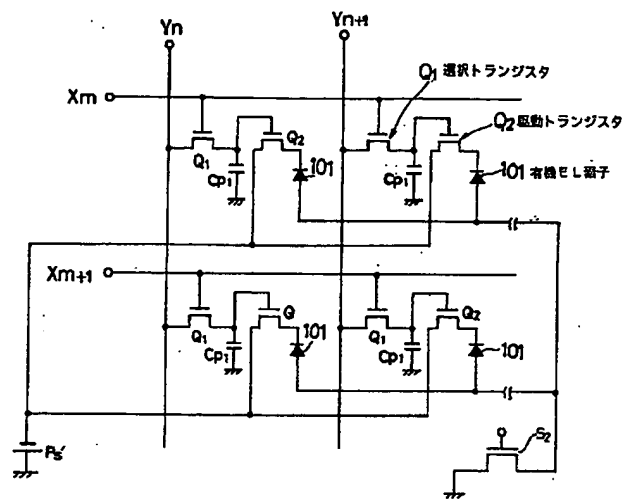 Yn
Yn+1
Xm
Q1 選択トランジスタ
Q2 駆動トランジスタ
Q1
Q2
Cp1
101
Cp1
101 有機EL素子
Xm+1
Q1
Q
Cp1
101
Q1
Q2
Cp1
101
Ps'
S2